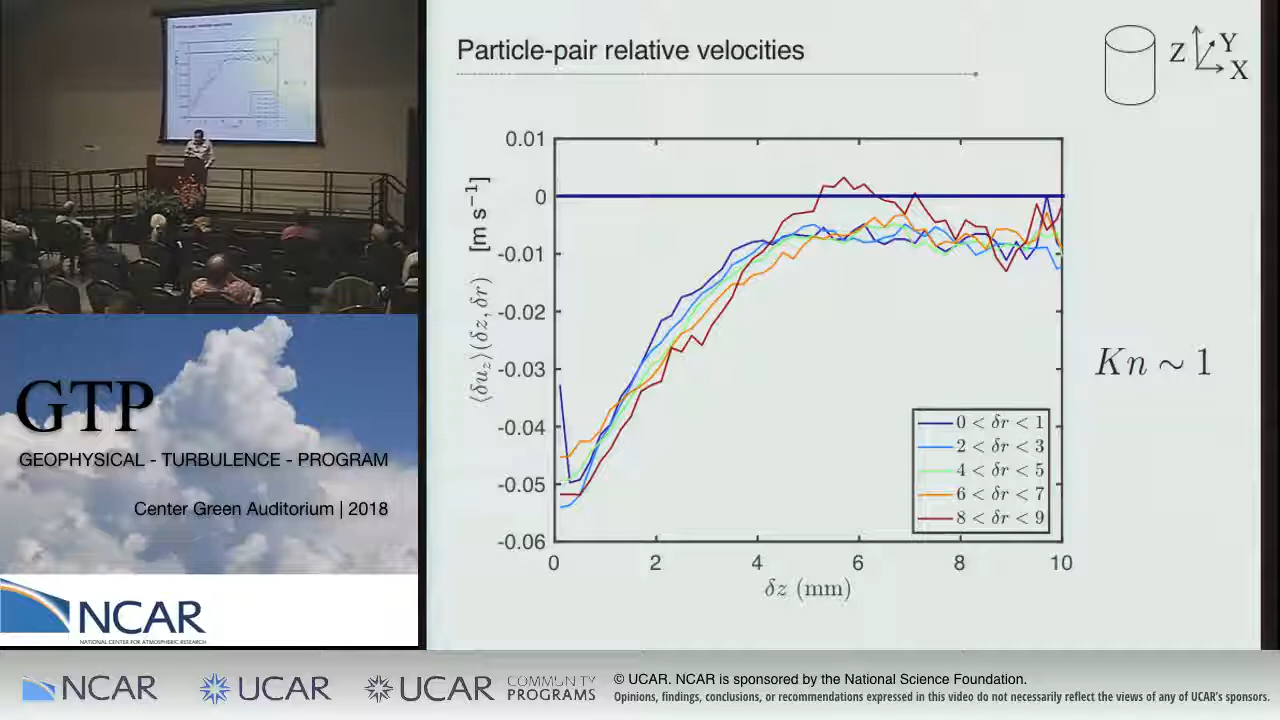 Particle-pair relative velocities
Z
Y
X
0.01
0
-0.01
-0.02
-0.03
-0.04
-0.05
-0.06
⟨δu_z⟩(δz, δr) [m s⁻¹]
0 < δr < 1
2 < δr < 3
4 < δr < 5
6 < δr < 7
8 < δr < 9
0 2 4 6 8 10
δz (mm)
Kn ∼ 1
GTP
GEOPHYSICAL - TURBULENCE - PROGRAM
Center Green Auditorium | 2018
NCAR
NATIONAL CENTER FOR ATMOSPHERIC RESEARCH
NCAR
UCAR
UCAR
COMMUNITY
PROGRAMS
© UCAR. NCAR is sponsored by the National Science Foundation.
Opinions, findings, conclusions, or recommendations expressed in this video do not necessarily reflect the views of any of UCAR's sponsors.